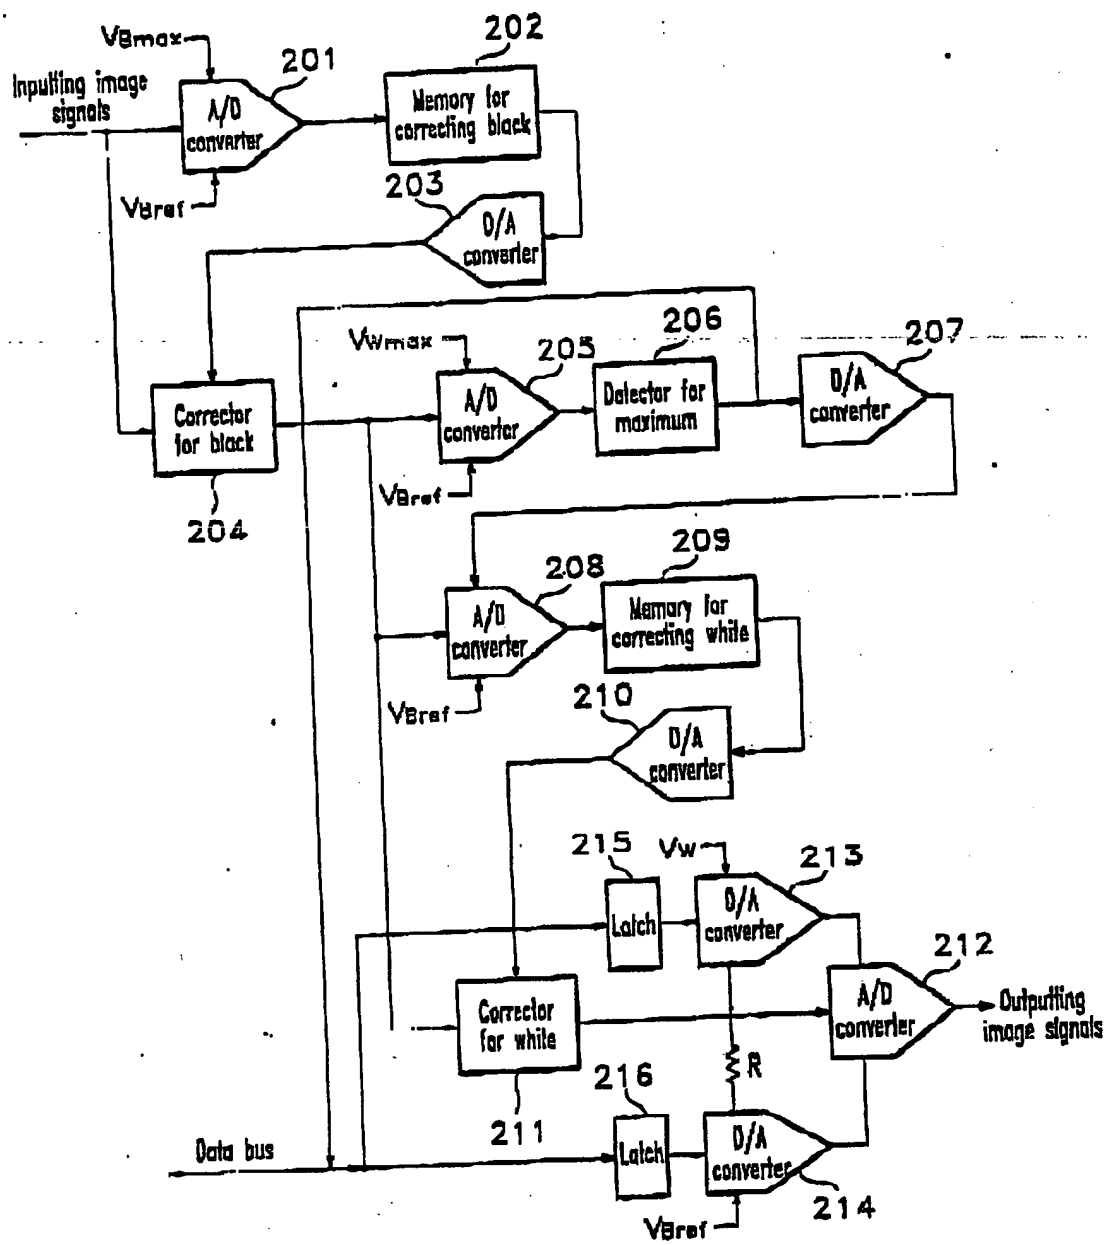 VBmax
201
202
Inputting image
signals
A/D
converter
Memory for
correcting black
VBref
203
D/A
converter
VWmax
205
206
207
Corrector
for black
204
A/D
converter
Detector for
maximum
D/A
converter
VBref
208
209
A/D
converter
Memory for
correcting while
VBref
210
D/A
converter
215
Vw
213
Latch
D/A
converter
212
Corrector
for while
211
A/D
converter
Outputting
image signals
R
216
Data bus
Latch
D/A
converter
214
VBref